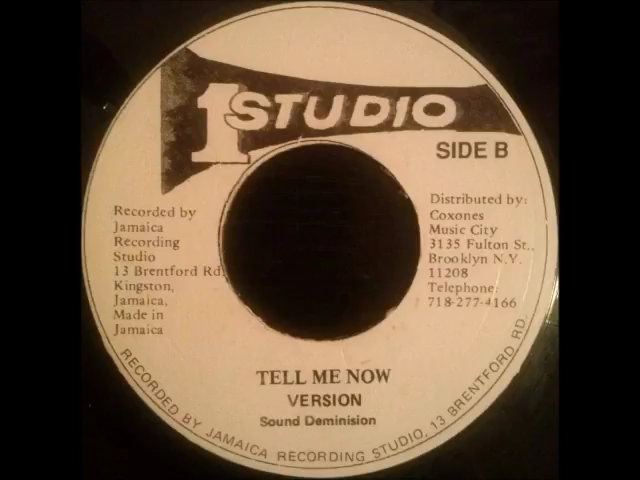 1 STUDIO
SIDE B
Recorded by
Jamaica
Recording
Studio
13 Brentford Rd.
Kingston,
Jamaica,
Made in
Jamaica
Distributed by:
Coxones
Music City
3135 Fulton St.,
Brooklyn N.Y.
11208
Telephone:
718-277-4166
TELL ME NOW
VERSION
Sound Deminision
RECORDED BY JAMAICA RECORDING STUDIO, 13 BRENTFORD RD.